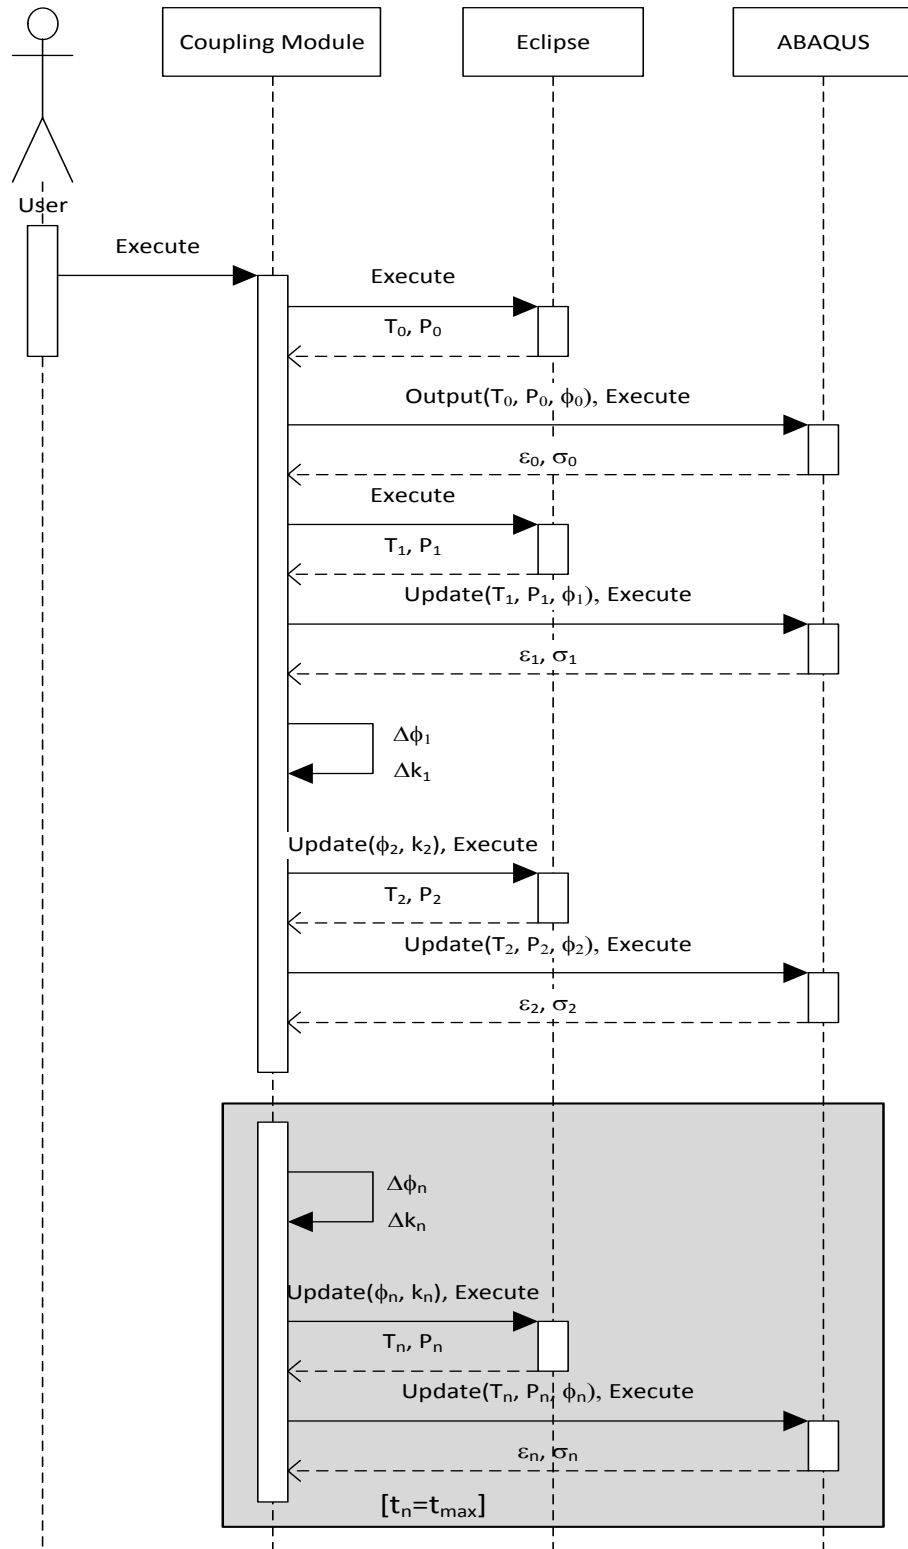 Coupling Module
Eclipse
ABAQUS
User
Execute
Execute
T₀, P₀
Output(T₀, P₀, ϕ₀), Execute
ε₀, σ₀
Execute
T₁, P₁
Update(T₁, P₁, ϕ₁), Execute
ε₁, σ₁
Δϕ₁
Δk₁
Update(ϕ₂, k₂), Execute
T₂, P₂
Update(T₂, P₂, ϕ₂), Execute
ε₂, σ₂
Δϕₙ
Δkₙ
Update(ϕₙ, kₙ), Execute
Tₙ, Pₙ
Update(Tₙ, Pₙ, ϕₙ), Execute
εₙ, σₙ
[tₙ=tₘₐₓ]